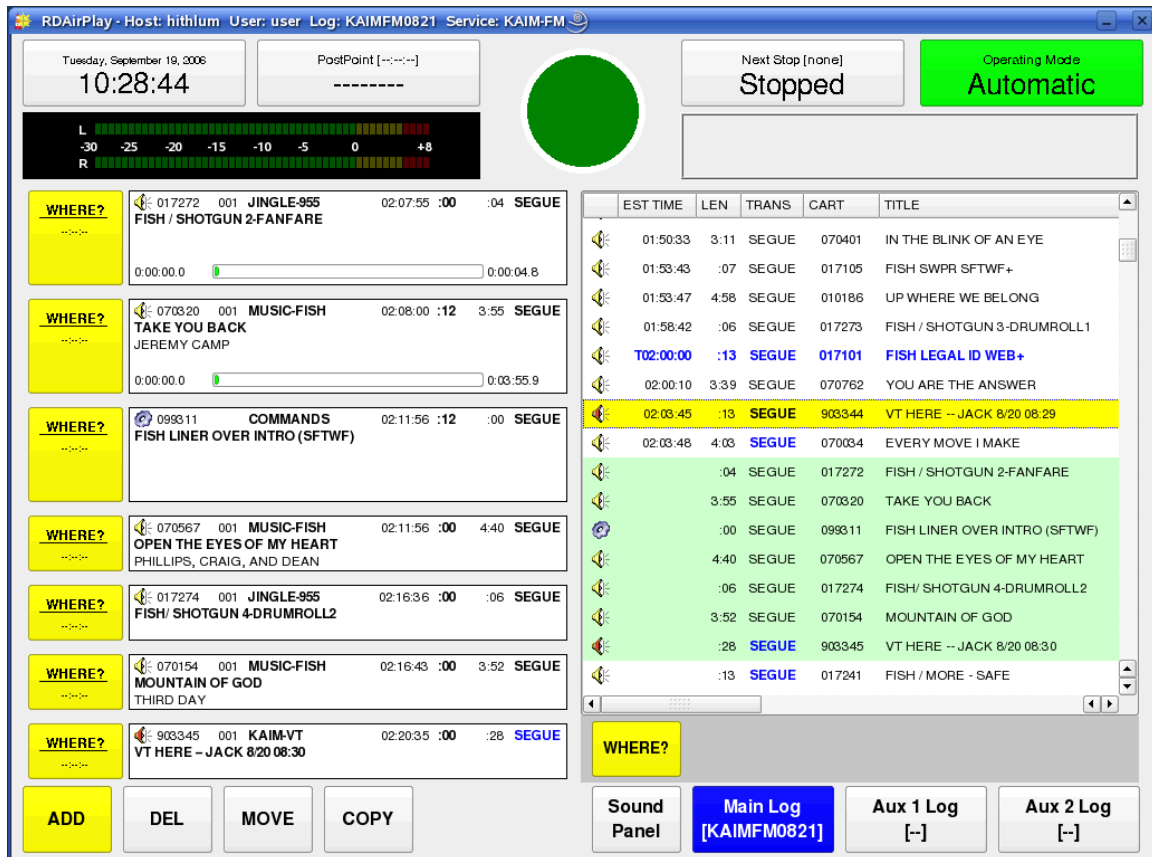 RDAirPlay - Host: hithlum User: user Log: KAIMFM0821 Service: KAIM-FM
Tuesday, September 19, 2006
10:28:44
PostPoint [--:--:--]
--------
Next Stop [none]
Stopped
Operating Mode
Automatic
L
-30 -25 -20 -15 -10 -5 0 +8
R
WHERE?
--:--:--
017272 001 JINGLE-955 02:07:55 :00 :04 SEGUE
FISH / SHOTGUN 2-FANFARE
0:00:00.0 0:00:04.8
WHERE?
--:--:--
070320 001 MUSIC-FISH 02:08:00 :12 3:55 SEGUE
TAKE YOU BACK
JEREMY CAMP
0:00:00.0 0:03:55.9
WHERE?
--:--:--
099311 COMMANDS 02:11:56 :12 :00 SEGUE
FISH LINER OVER INTRO (SFTWF)
WHERE?
--:--:--
070567 001 MUSIC-FISH 02:11:56 :00 4:40 SEGUE
OPEN THE EYES OF MY HEART
PHILLIPS, CRAIG, AND DEAN
WHERE?
--:--:--
017274 001 JINGLE-955 02:16:36 :00 :06 SEGUE
FISH/ SHOTGUN 4-DRUMROLL2
WHERE?
--:--:--
070154 001 MUSIC-FISH 02:16:43 :00 3:52 SEGUE
MOUNTAIN OF GOD
THIRD DAY
WHERE?
--:--:--
903345 001 KAIM-VT 02:20:35 :00 :28 SEGUE
VT HERE -- JACK 8/20 08:30
EST TIME LEN TRANS CART TITLE
01:50:33 3:11 SEGUE 070401 IN THE BLINK OF AN EYE
01:53:43 :07 SEGUE 017105 FISH SWPR SFTWF+
01:53:47 4:58 SEGUE 010186 UP WHERE WE BELONG
01:58:42 :06 SEGUE 017273 FISH / SHOTGUN 3-DRUMROLL1
T02:00:00 :13 SEGUE 017101 FISH LEGAL ID WEB+
02:00:10 3:39 SEGUE 070762 YOU ARE THE ANSWER
02:03:45 :13 SEGUE 903344 VT HERE -- JACK 8/20 08:29
02:03:48 4:03 SEGUE 070034 EVERY MOVE I MAKE
:04 SEGUE 017272 FISH / SHOTGUN 2-FANFARE
3:55 SEGUE 070320 TAKE YOU BACK
:00 SEGUE 099311 FISH LINER OVER INTRO (SFTWF)
4:40 SEGUE 070567 OPEN THE EYES OF MY HEART
:06 SEGUE 017274 FISH/ SHOTGUN 4-DRUMROLL2
3:52 SEGUE 070154 MOUNTAIN OF GOD
:28 SEGUE 903345 VT HERE -- JACK 8/20 08:30
:13 SEGUE 017241 FISH / MORE - SAFE
WHERE?
ADD
DEL
MOVE
COPY
Sound
Panel
Main Log
[KAIMFM0821]
Aux 1 Log
[--]
Aux 2 Log
[--]